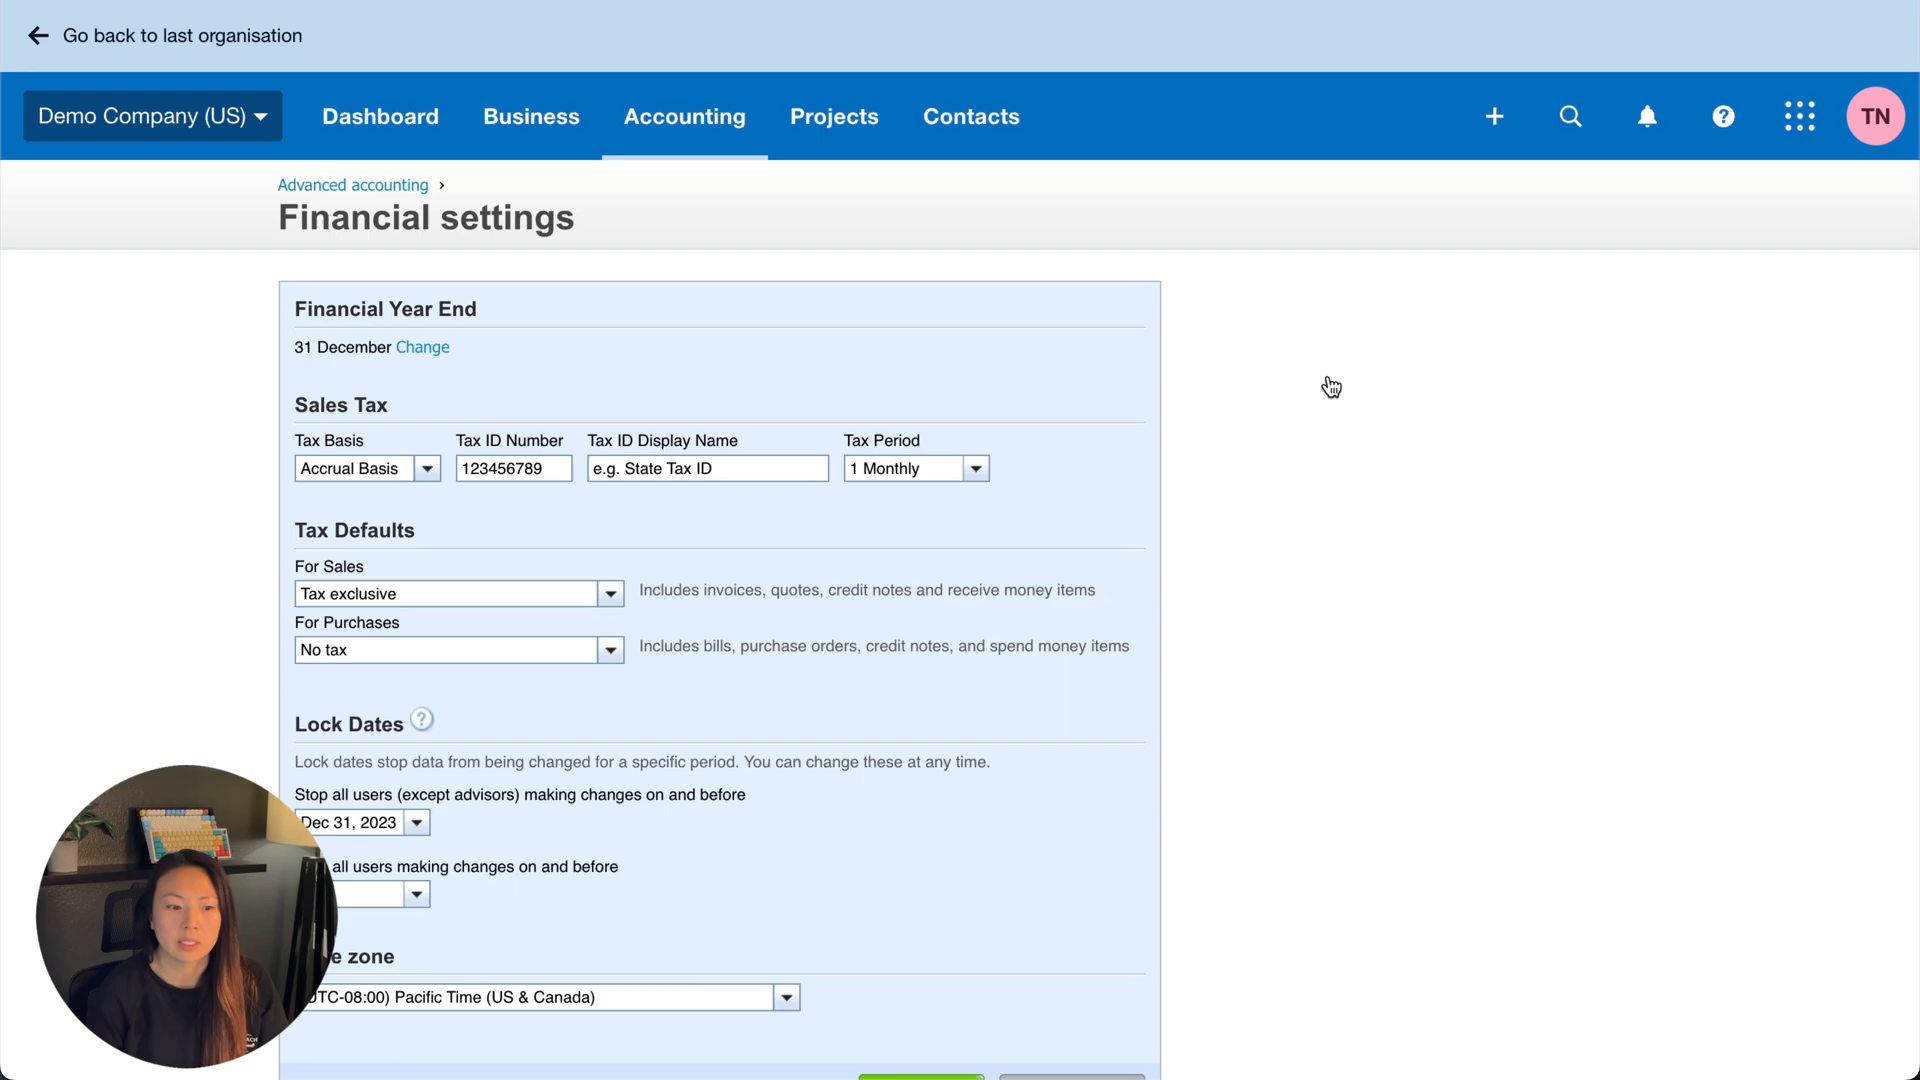 Go back to last organisation
Demo Company (US) Dashboard Business Accounting Projects Contacts TN
Advanced accounting ›
Financial settings
Financial Year End
31 December Change
Sales Tax
Tax Basis Tax ID Number Tax ID Display Name Tax Period
Accrual Basis 123456789 e.g. State Tax ID 1 Monthly
Tax Defaults
For Sales
Tax exclusive Includes invoices, quotes, credit notes and receive money items
For Purchases
No tax Includes bills, purchase orders, credit notes, and spend money items
Lock Dates ?
Lock dates stop data from being changed for a specific period. You can change these at any time.
Stop all users (except advisors) making changes on and before
Dec 31, 2023
all users making changes on and before
zone
UTC-08:00) Pacific Time (US & Canada)